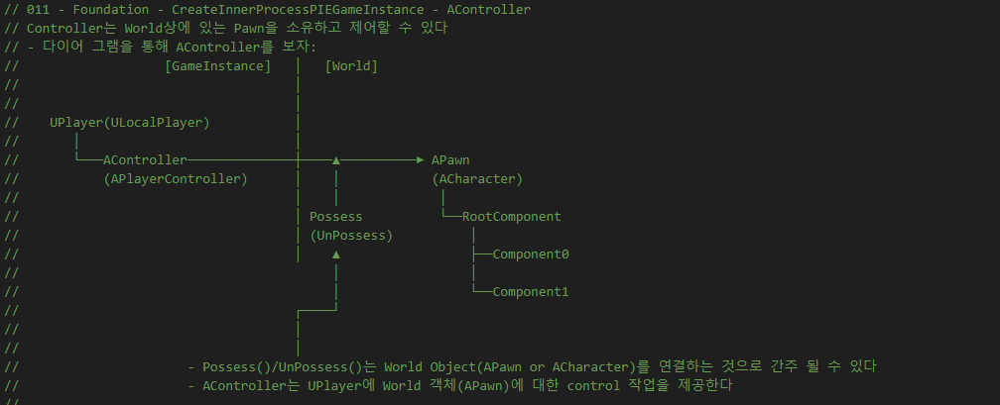 // 011 - Foundation - CreateInnerProcessPIEGameInstance - AController
// Controller는 World상에 있는 Pawn을 소유하고 제어할 수 있다
// - 다이어 그램을 통해 AController를 보자:
//                   [GameInstance]   │   [World]
//                                    │
//                                    │
//    UPlayer(ULocalPlayer)           │
//       │                            │
//       └───AController──────────────┼────▲──────────► APawn
//           (APlayerController)      │    │            (ACharacter)
//                                    │    │             │
//                                    │ Possess          └──RootComponent
//                                    │ (UnPossess)          │
//                                    │    ▲                 ├──Component0
//                                         │                 │
//                                         │                 └──Component1
//                                    ┌────┘
//                                    │
//                                    │
//                      - Possess()/UnPossess()는 World Object(APawn or ACharacter)를 연결하는 것으로 간주 될 수 있다
//                      - AController는 UPlayer에 World 객체(APawn)에 대한 control 작업을 제공한다
//